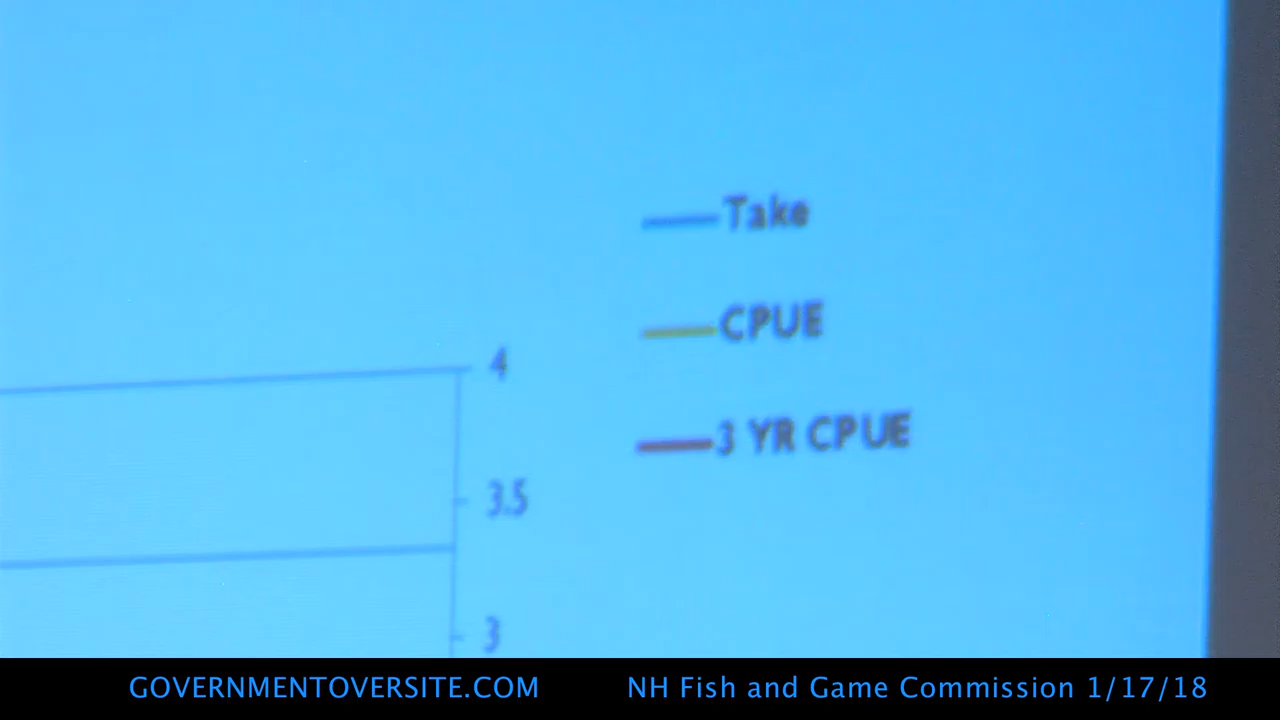 Take
CPUE
4
3 YR CPUE
3.5
3
GOVERNMENTOVERSITE.COM
NH Fish and Game Commission 1/17/18